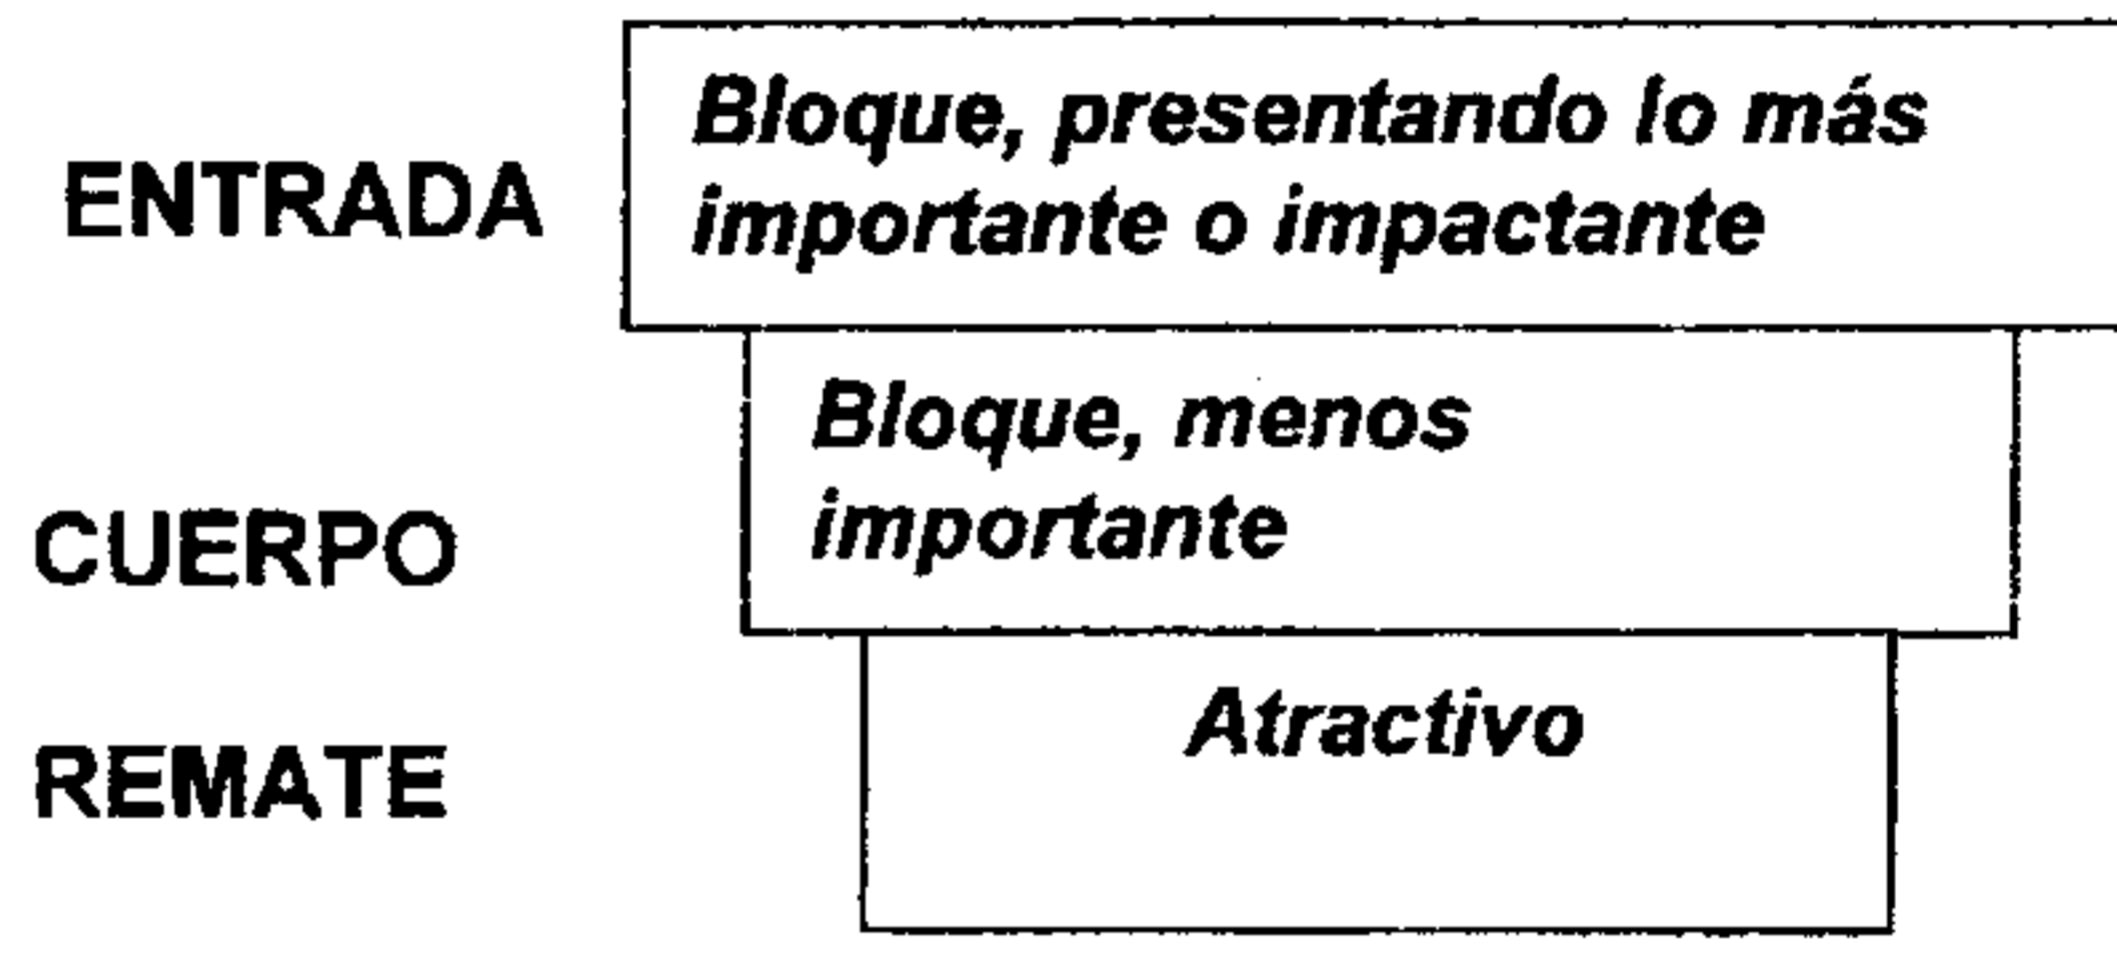 ENTRADA
Bloque, presentando lo más
importante o impactante
CUERPO
Bloque, menos
importante
REMATE
Atractivo